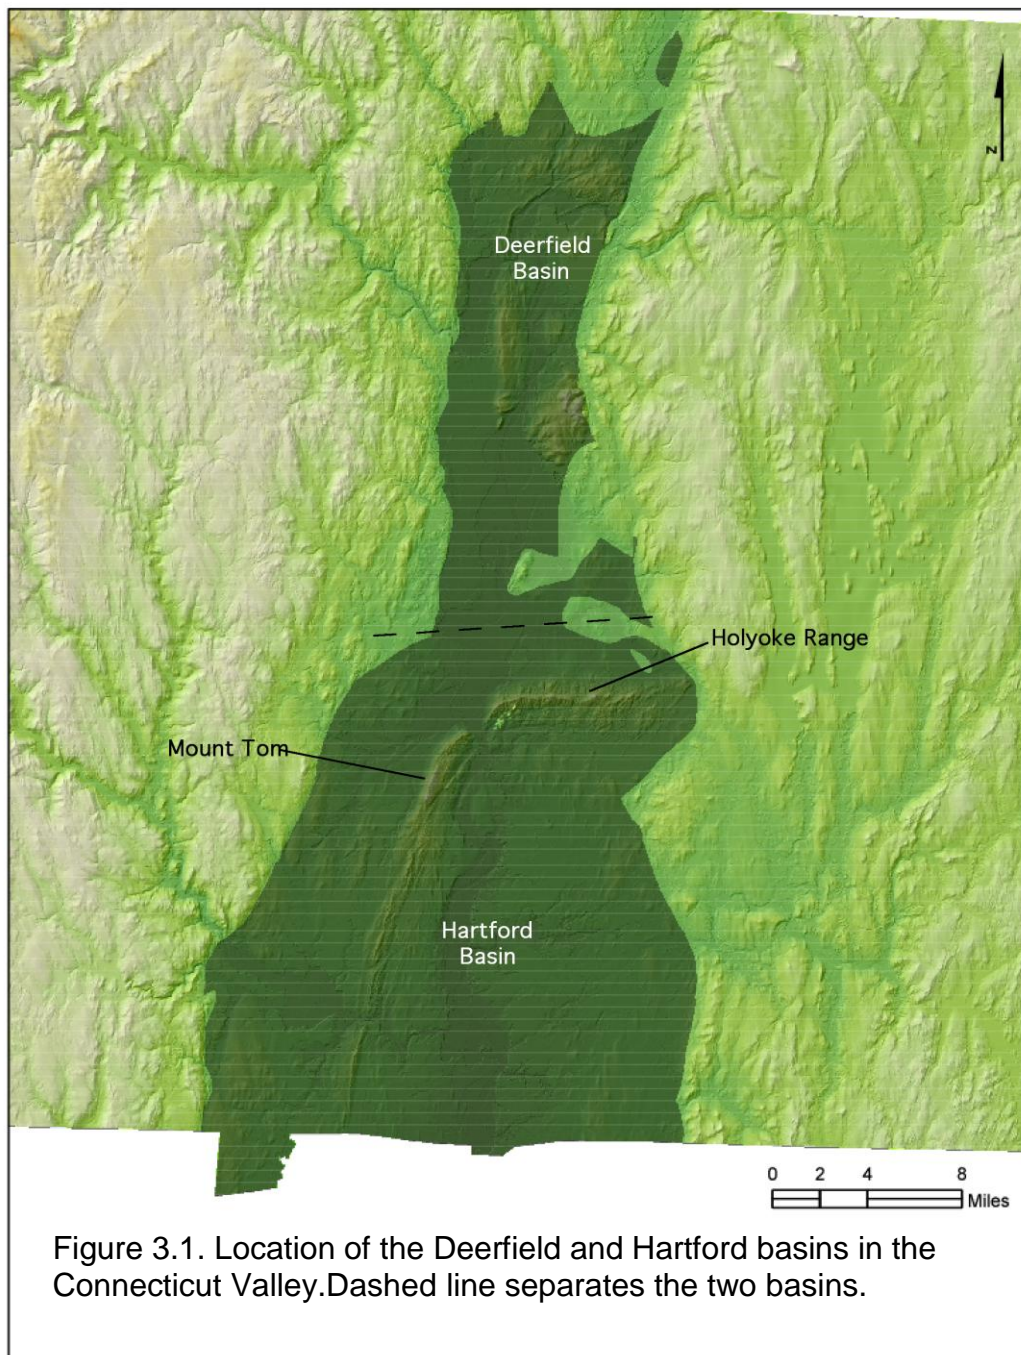 N
Deerfield
Basin
Holyoke Range
Mount Tom
Hartford
Basin
0 2 4 8
Miles
Figure 3.1. Location of the Deerfield and Hartford basins in the
Connecticut Valley.Dashed line separates the two basins.